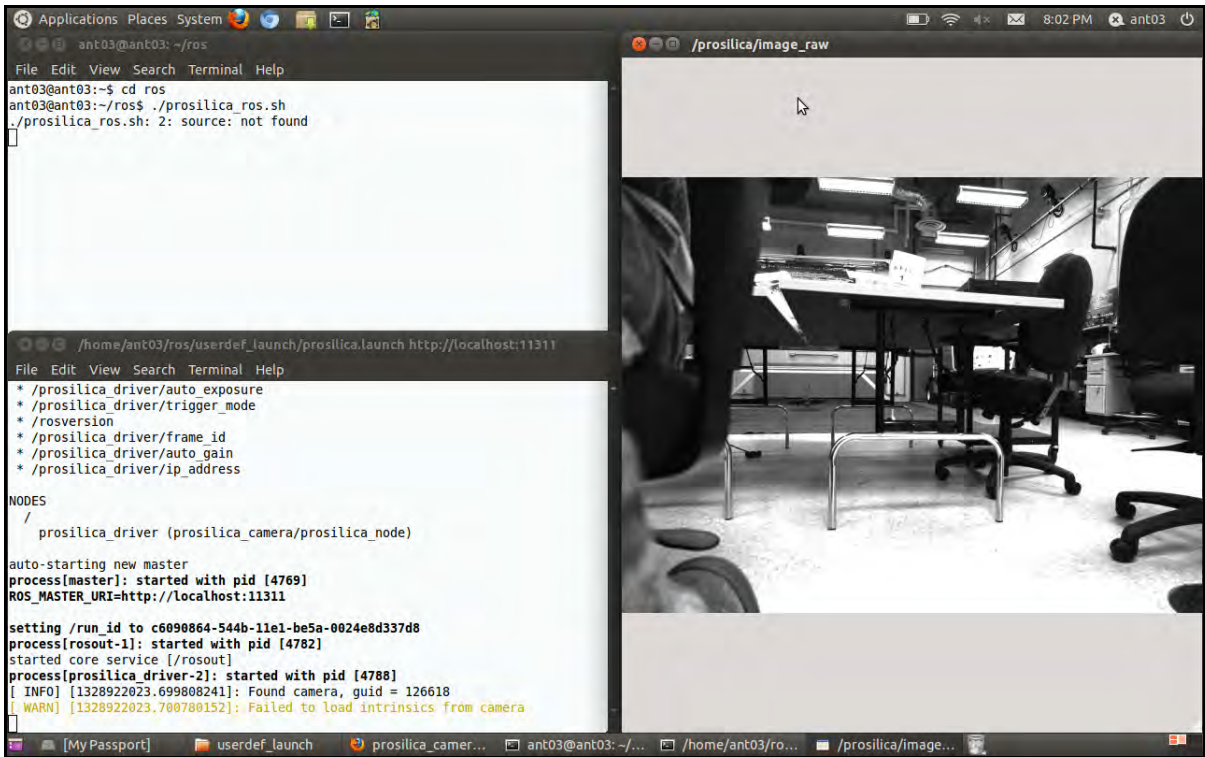 Applications Places System 8:02 PM ant03
ant03@ant03: ~/ros
File Edit View Search Terminal Help
ant03@ant03:~$ cd ros
ant03@ant03:~/ros$ ./prosilica_ros.sh
./prosilica_ros.sh: 2: source: not found
/home/ant03/ros/userdef_launch/prosilica.launch http://localhost:11311
File Edit View Search Terminal Help
* /prosilica_driver/auto_exposure
* /prosilica_driver/trigger_mode
* /rosversion
* /prosilica_driver/frame_id
* /prosilica_driver/auto_gain
* /prosilica_driver/ip_address
NODES
/
prosilica_driver (prosilica_camera/prosilica_node)
auto-starting new master
process[master]: started with pid [4769]
ROS_MASTER_URI=http://localhost:11311
setting /run_id to c6090864-544b-11e1-be5a-0024e8d337d8
process[rosout-1]: started with pid [4782]
started core service [/rosout]
process[prosilica_driver-2]: started with pid [4788]
[ INFO] [1328922023.699808241]: Found camera, guid = 126618
[ WARN] [1328922023.700780152]: Failed to load intrinsics from camera
/prosilica/image_raw
[My Passport] userdef_launch prosilica_camer... ant03@ant03: ~/... /home/ant03/ro... /prosilica/image...